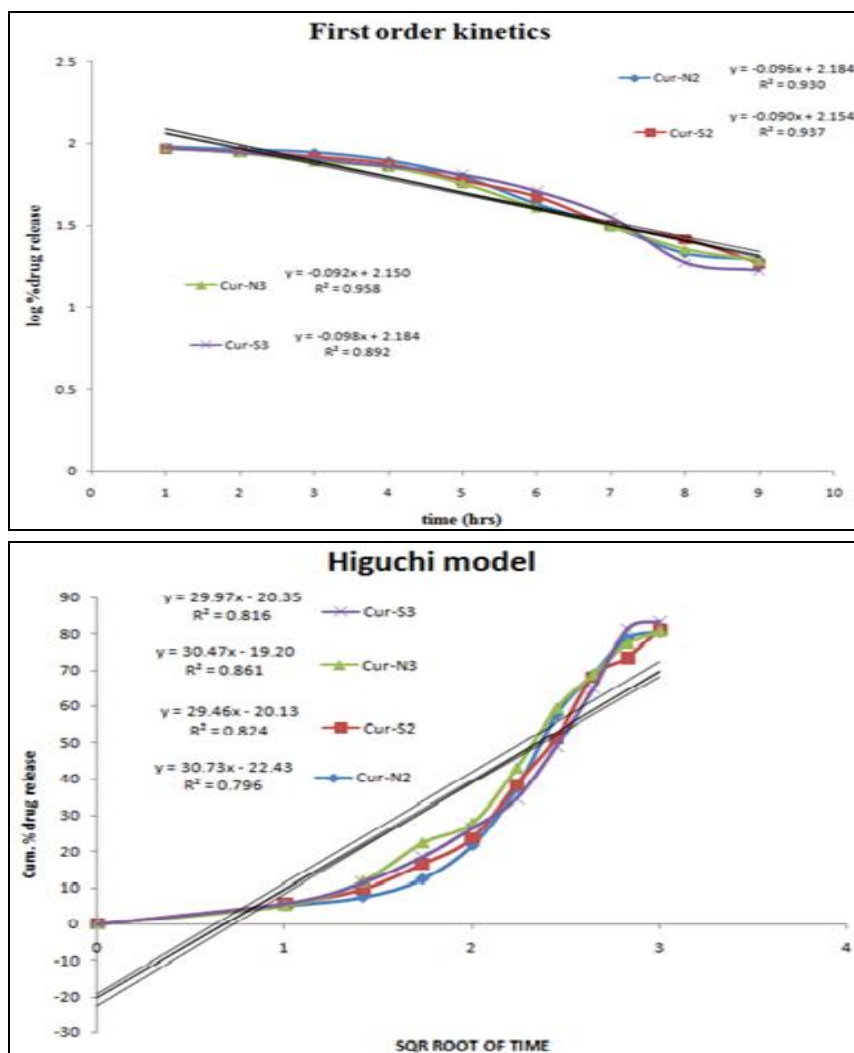 First order kinetics
2.5
2
1.5
1
0.5
0
0 1 2 3 4 5 6 7 8 9 10
log %drug release
time (hrs)
Cur-N2 y = -0.096x + 2.184
R² = 0.930
Cur-S2 y = -0.090x + 2.154
R² = 0.937
Cur-N3 y = -0.092x + 2.150
R² = 0.958
Cur-S3 y = -0.098x + 2.184
R² = 0.892
Higuchi model
90
80
70
60
50
40
30
20
10
0
-10
-20
-30
0 1 2 3 4
Cum. % drug release
SQR ROOT OF TIME
y = 29.97x - 20.35
R² = 0.816
Cur-S3
y = 30.47x - 19.20
R² = 0.861
Cur-N3
y = 29.46x - 20.13
R² = 0.824
Cur-S2
y = 30.73x - 22.43
R² = 0.796
Cur-N2